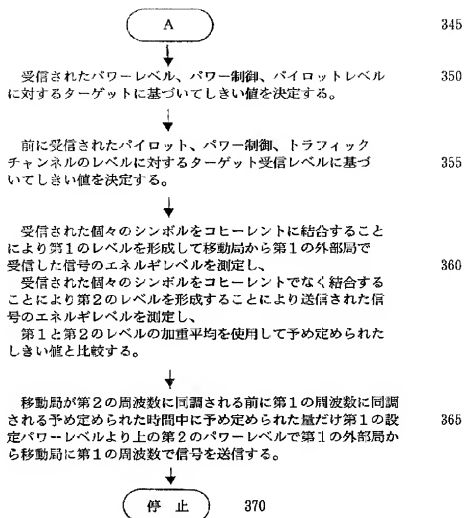 A 345
受信されたパワーレベル、パワー制御、パイロットレベル 350
に対するターゲットに基づいてしきい値を決定する。
前に受信されたパイロット、パワー制御、トラフィック
チャンネルのレベルに対するターゲット受信レベルに基づ 355
いてしきい値を決定する。
受信された個々のシンボルをコヒーレントに結合すること
により第1のレベルを形成して移動局から第1の外部局で
受信した信号のエネルギレベルを測定し、 360
受信された個々のシンボルをコヒーレントでなく結合する
ことにより第2のレベルを形成することにより送信された信
号のエネルギレベルを測定し、
第1と第2のレベルの加重平均を使用して予め定められた
しきい値と比較する。
移動局が第2の周波数に同調される前に第1の周波数に同調
される予め定められた時間中に予め定められた量だけ第1の設 365
定パワーレベルより上の第2のパワーレベルで第1の外部局か
ら移動局に第1の周波数で信号を送信する。
停 止 370